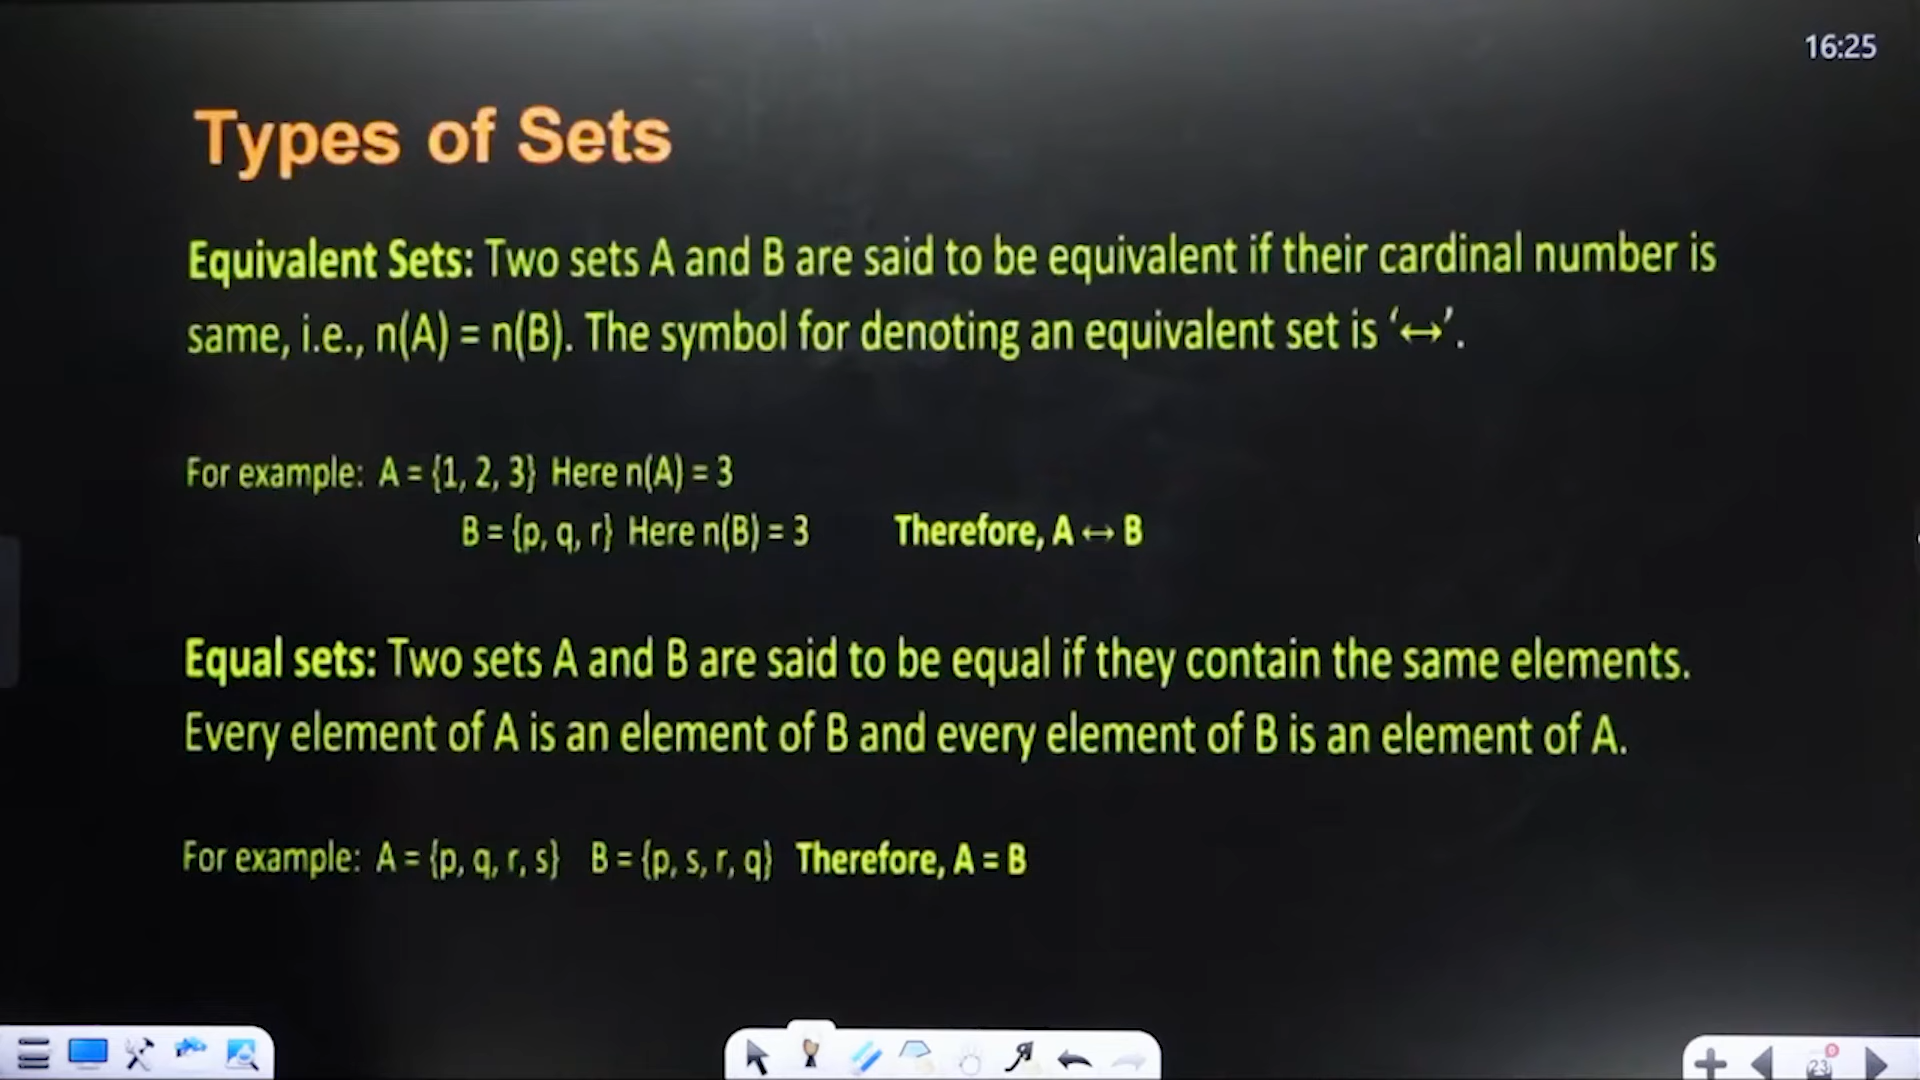 16:25
Types of Sets
Equivalent Sets: Two sets A and B are said to be equivalent if their cardinal number is
same, i.e., n(A) = n(B). The symbol for denoting an equivalent set is ‘↔’.
For example: A = {1, 2, 3} Here n(A) = 3
B = {p, q, r} Here n(B) = 3 Therefore, A ↔ B
Equal sets: Two sets A and B are said to be equal if they contain the same elements.
Every element of A is an element of B and every element of B is an element of A.
For example: A = {p, q, r, s} B = {p, s, r, q} Therefore, A = B
23